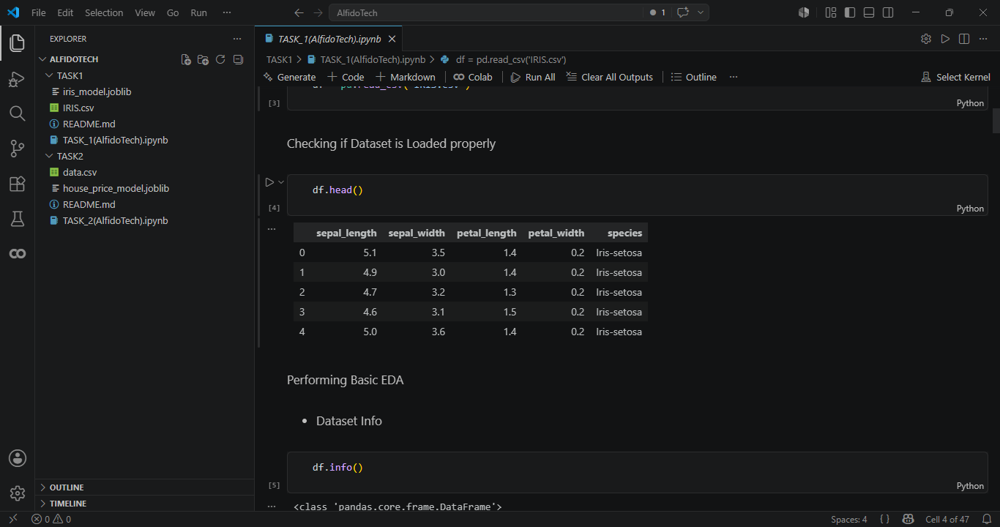 File Edit Selection View Go Run ···
AlfidoTech
1
EXPLORER
ALFIDOTECH
TASK1
iris_model.joblib
IRIS.csv
README.md
TASK_1(AlfidoTech).ipynb
TASK2
data.csv
house_price_model.joblib
README.md
TASK_2(AlfidoTech).ipynb
OUTLINE
TIMELINE
TASK_1(AlfidoTech).ipynb
TASK1 > TASK_1(AlfidoTech).ipynb > df = pd.read_csv('IRIS.csv')
Generate + Code + Markdown Colab Run All Clear All Outputs Outline ··· Select Kernel
df = pd.read_csv('IRIS.csv')
[3] Python
Checking if Dataset is Loaded properly
df.head()
[4] Python
sepal_length sepal_width petal_length petal_width species
0 5.1 3.5 1.4 0.2 Iris-setosa
1 4.9 3.0 1.4 0.2 Iris-setosa
2 4.7 3.2 1.3 0.2 Iris-setosa
3 4.6 3.1 1.5 0.2 Iris-setosa
4 5.0 3.6 1.4 0.2 Iris-setosa
Performing Basic EDA
• Dataset Info
df.info()
[5] Python
<class 'pandas.core.frame.DataFrame'>
0 0 Spaces: 4 { } Cell 4 of 47